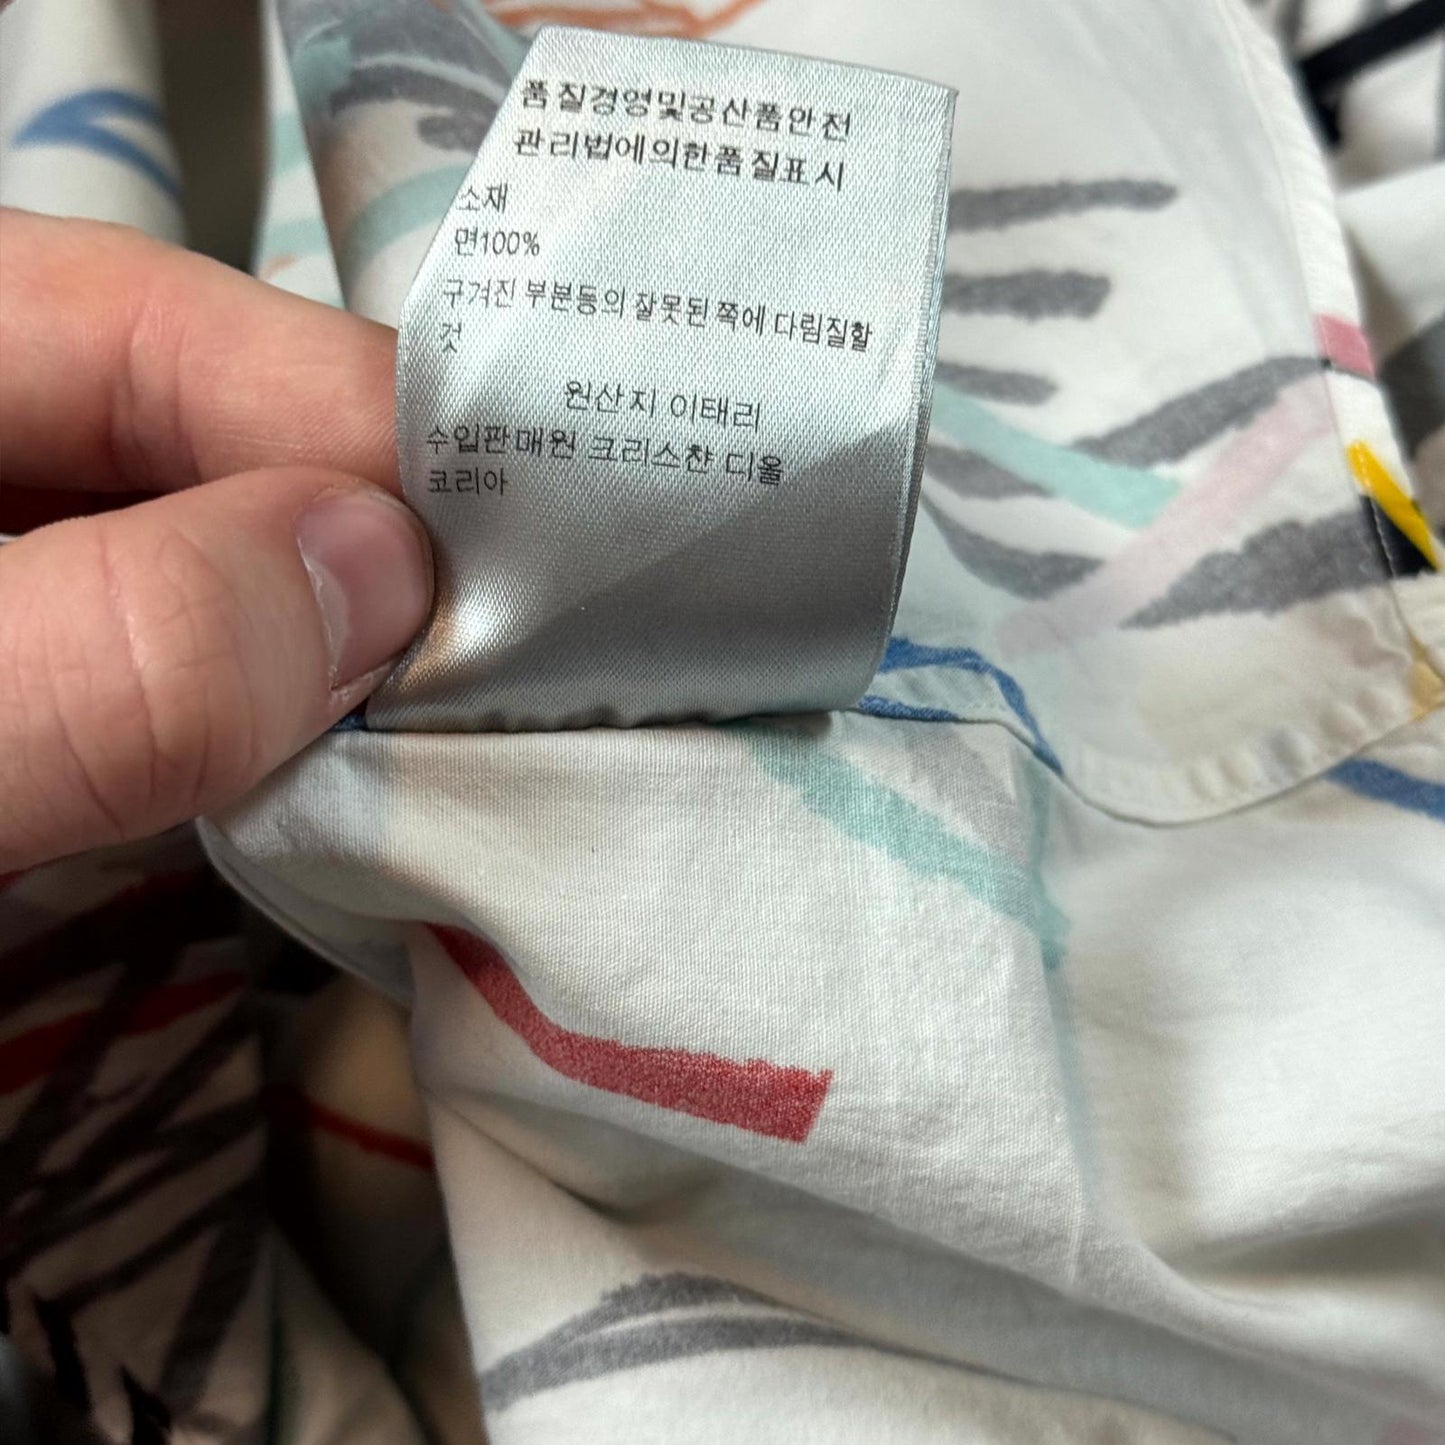 품질경영및공산품안전
관리법에의한품질표시
소재
면100%
구겨진 부분등의 잘못된 쪽에 다림질할
것
원산지 이태리
수입판매원 크리스챤 디올
코리아